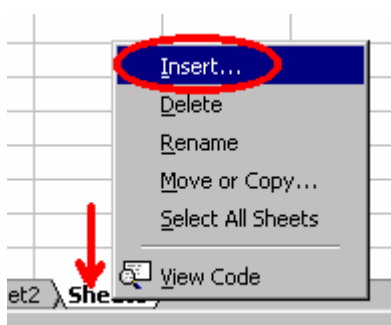 Insert...
Delete
Rename
Move or Copy...
Select All Sheets
View Code
et2